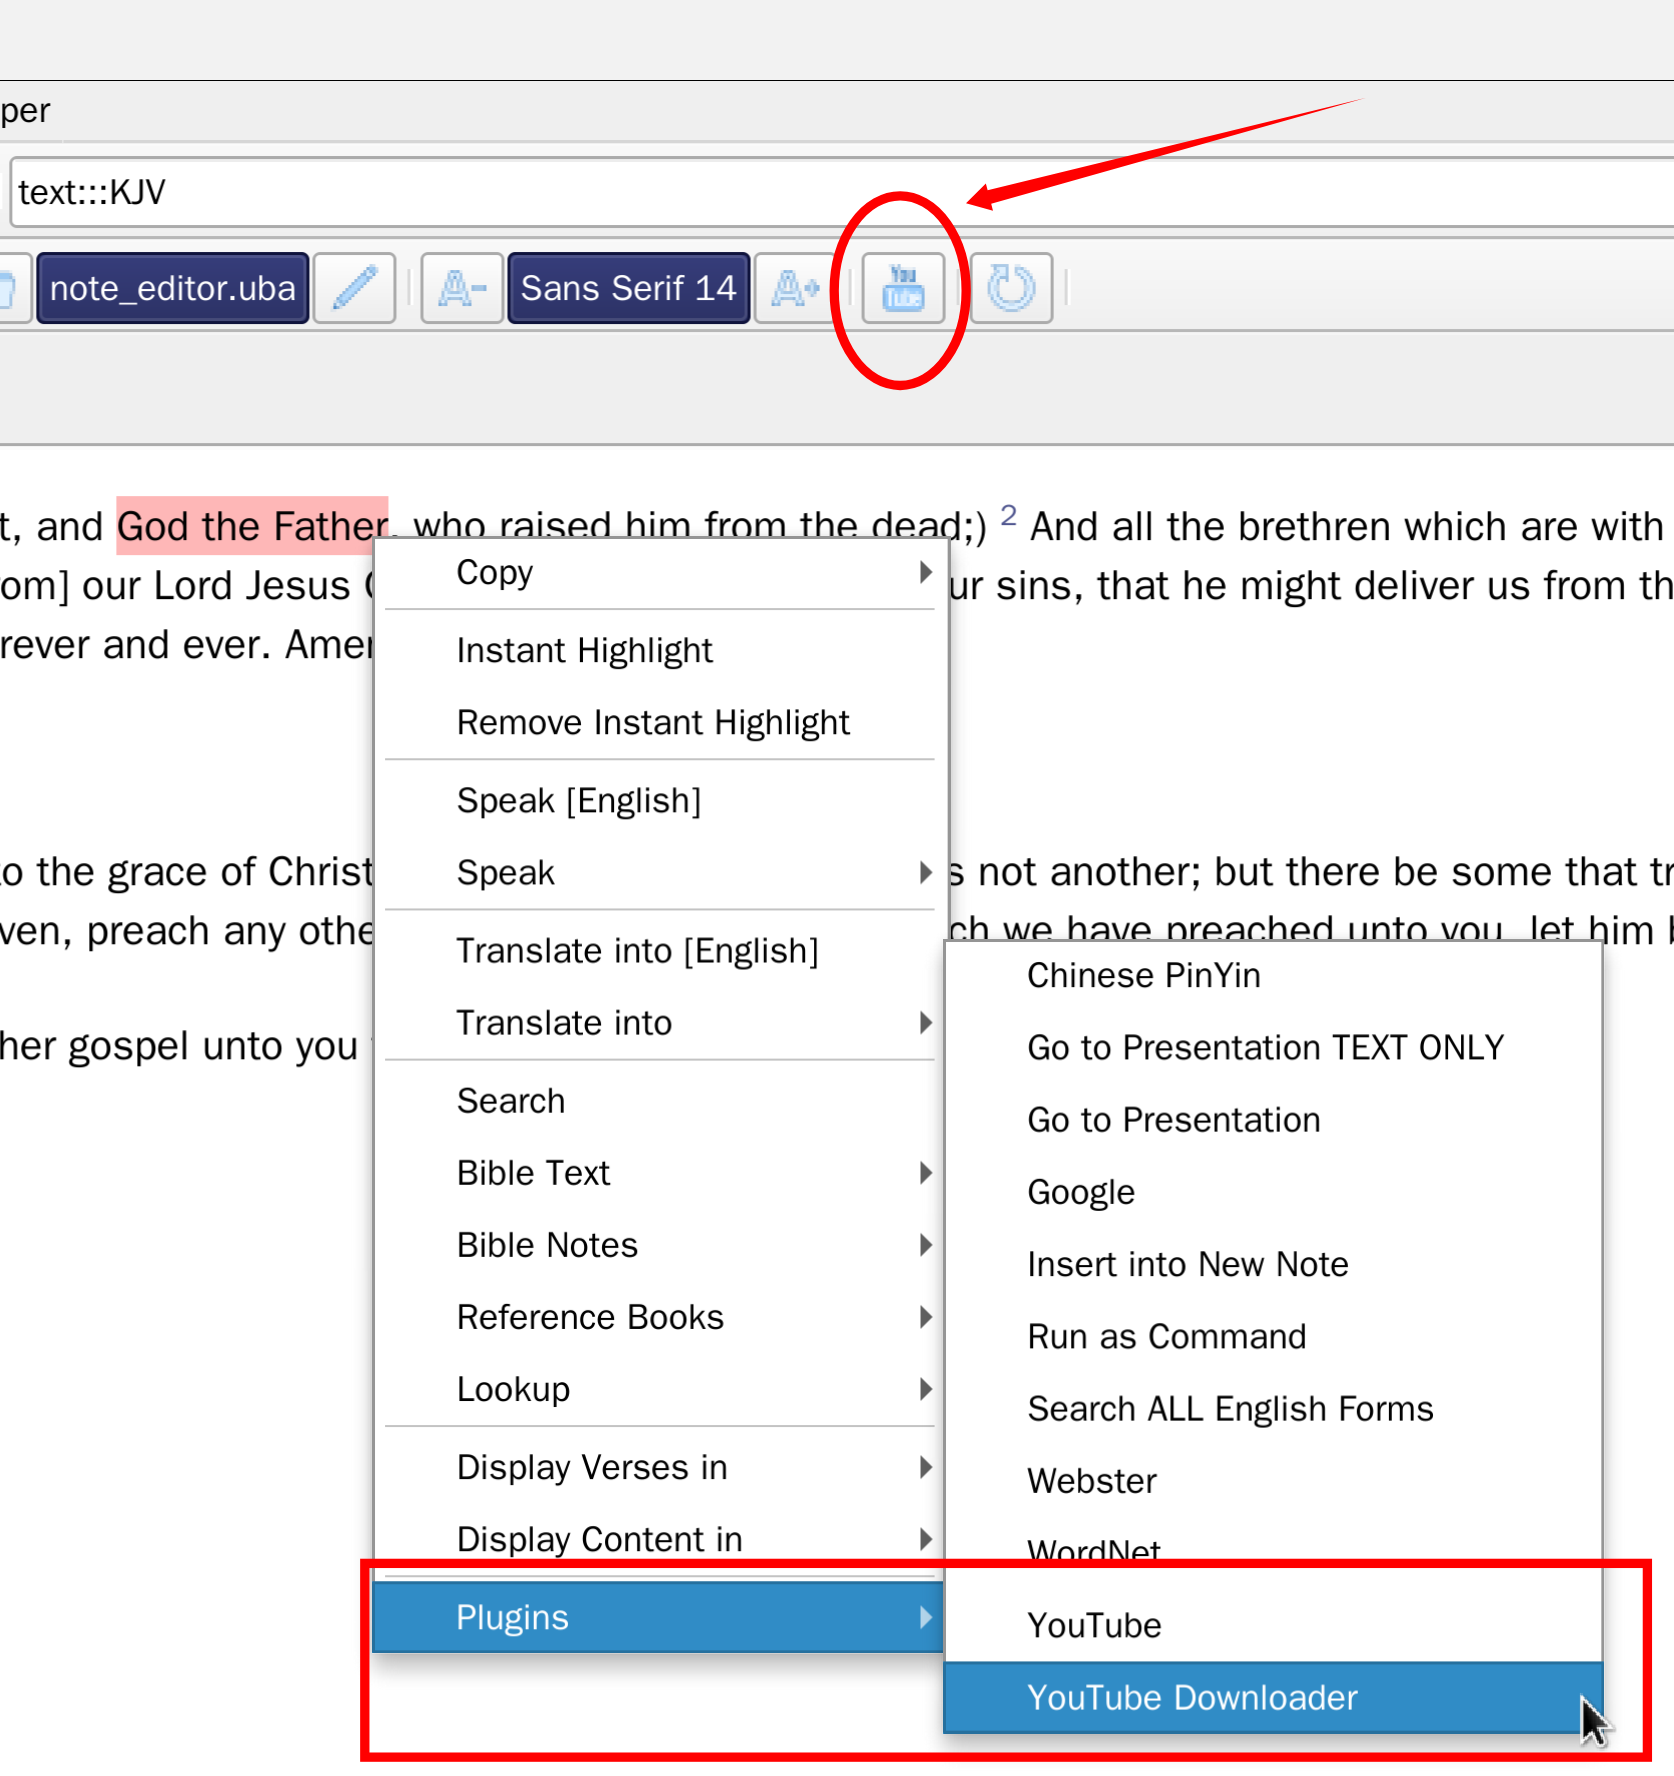 per
text:::KJV
note_editor.uba A- Sans Serif 14 A+ You Tube
t, and God the Father, who raised him from the dead;) 2 And all the brethren which are with
om] our Lord Jesus ur sins, that he might deliver us from th
rever and ever. Amen
o the grace of Christ s not another; but there be some that tr
ven, preach any othe ch we have preached unto you, let him b
her gospel unto you
Copy
Instant Highlight
Remove Instant Highlight
Speak [English]
Speak
Translate into [English]
Translate into
Search
Bible Text
Bible Notes
Reference Books
Lookup
Display Verses in
Display Content in
Plugins
Chinese PinYin
Go to Presentation TEXT ONLY
Go to Presentation
Google
Insert into New Note
Run as Command
Search ALL English Forms
Webster
WordNet
YouTube
YouTube Downloader